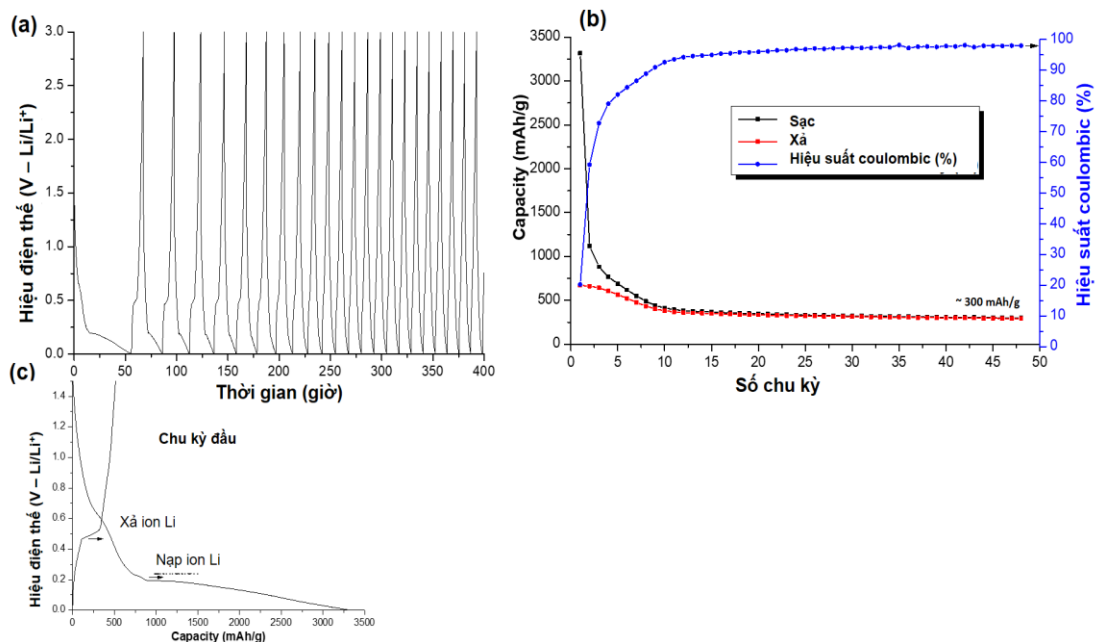 (a)
3.0
2.5
2.0
1.5
1.0
0.5
0.0
Hiệu điện thế (V – Li/Li⁺)
0 50 100 150 200 250 300 350 400
Thời gian (giờ)
(b)
3500
3000
2500
2000
1500
1000
500
0
Capacity (mAh/g)
Sạc
Xả
Hiệu suất coulombic (%)
~ 300 mAh/g
100
90
80
70
60
50
40
30
20
10
0
Hiệu suất coulombic (%)
0 5 10 15 20 25 30 35 40 45 50
Số chu kỳ
(c)
1.4
1.2
1.0
0.8
0.6
0.4
0.2
0.0
Hiệu điện thế (V – Li/Li⁺)
Chu kỳ đầu
Xả ion Li
Nạp ion Li
0 500 1000 1500 2000 2500 3000 3500
Capacity (mAh/g)